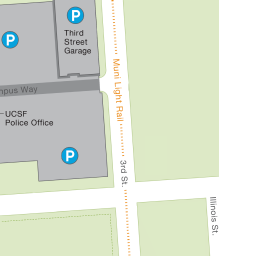 P
Third
Street
Garage
P
Muni Light Rail
mpus Way
UCSF
Police Office
P
3rd St.
Illinois St.